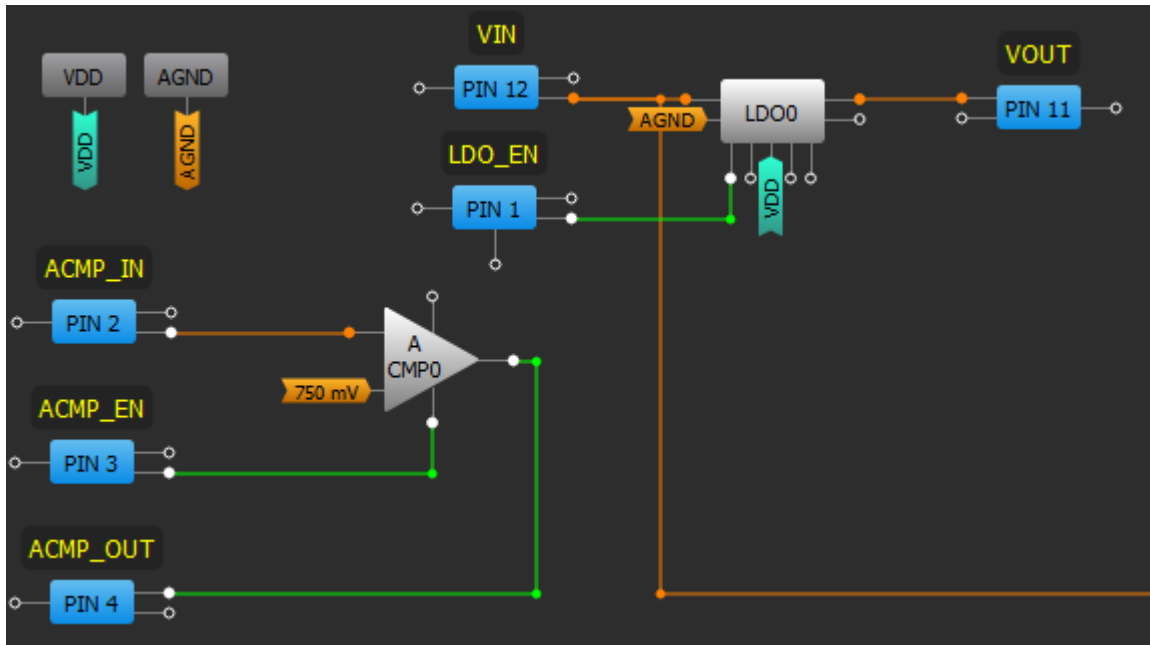 VIN
VOUT
VDD
AGND
PIN 12
LDO0
PIN 11
AGND
VDD
AGND
LDO_EN
PIN 1
VDD
ACMP_IN
PIN 2
A
CMP0
750 mV
ACMP_EN
PIN 3
ACMP_OUT
PIN 4